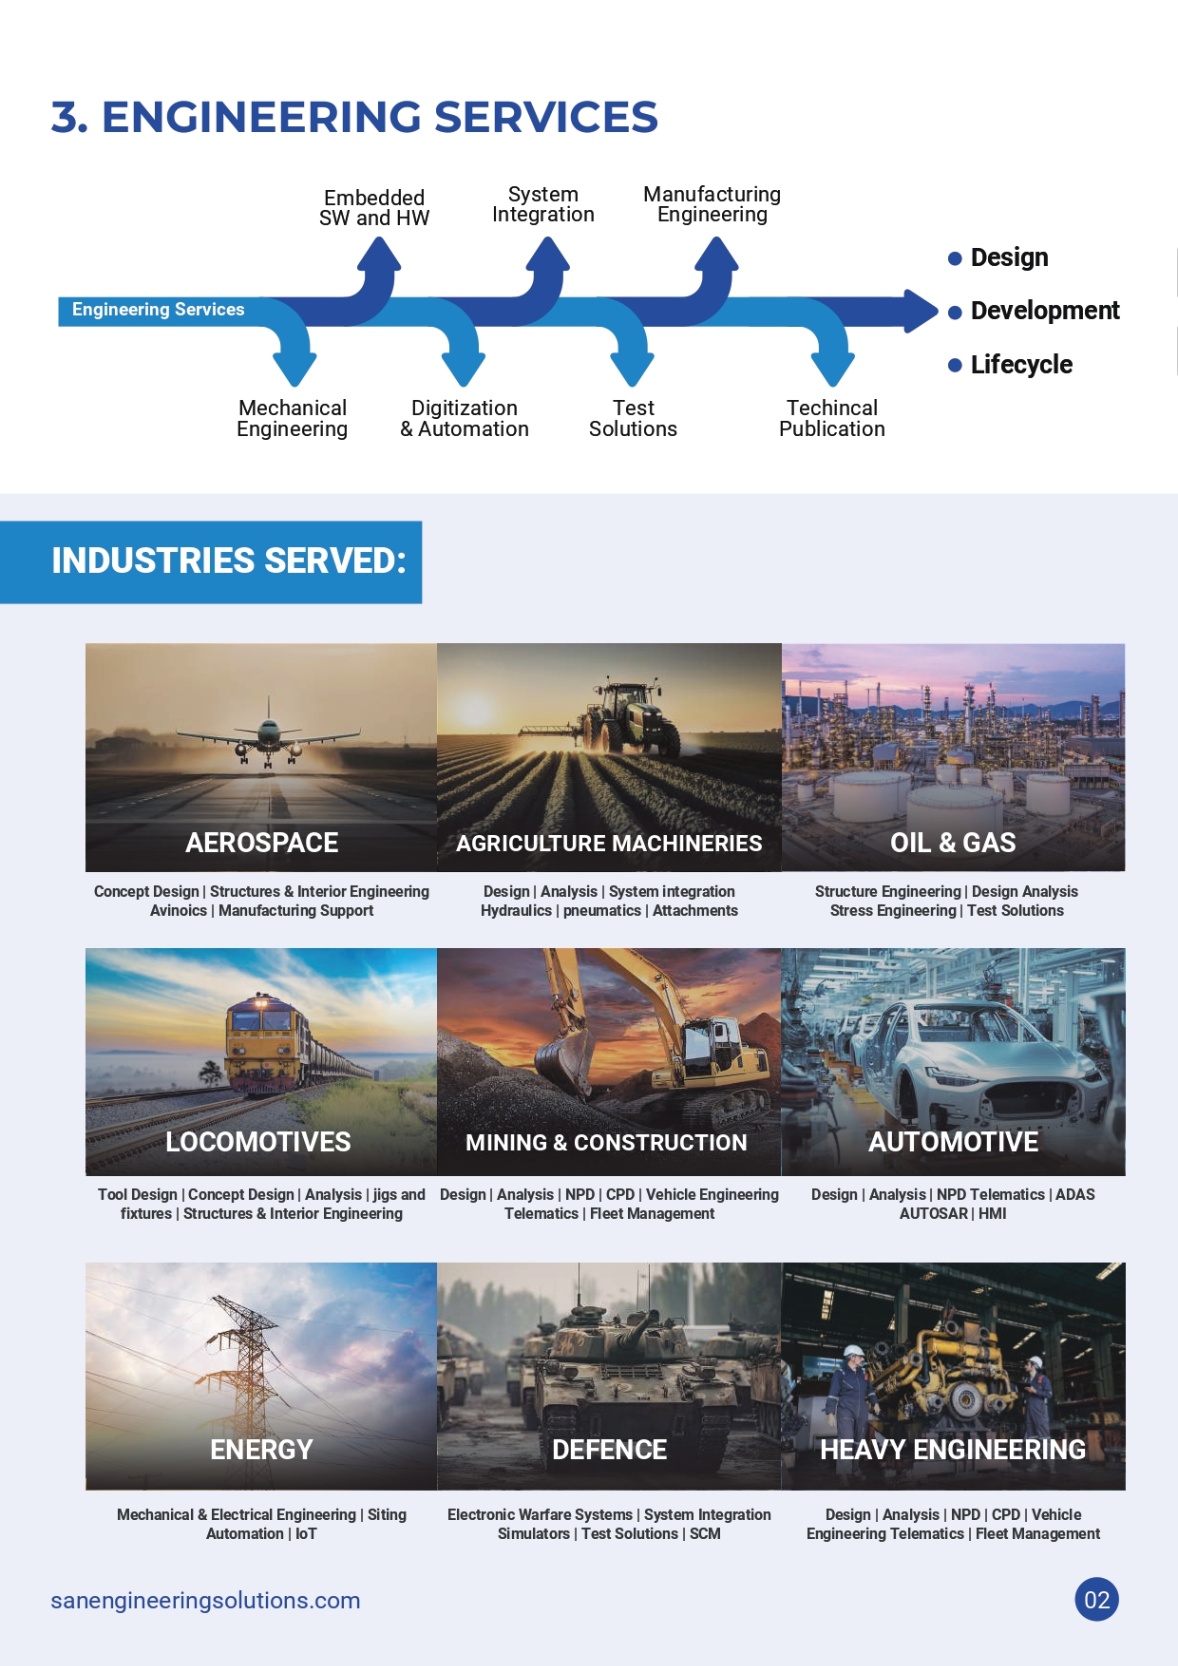 3. ENGINEERING SERVICES
Embedded
SW and HW
System
Integration
Manufacturing
Engineering
Engineering Services
Design
Development
Lifecycle
Mechanical
Engineering
Digitization
& Automation
Test
Solutions
Techincal
Publication
INDUSTRIES SERVED:
AEROSPACE
Concept Design | Structures & Interior Engineering
Avinoics | Manufacturing Support
AGRICULTURE MACHINERIES
Design | Analysis | System integration
Hydraulics | pneumatics | Attachments
OIL & GAS
Structure Engineering | Design Analysis
Stress Engineering | Test Solutions
LOCOMOTIVES
Tool Design | Concept Design | Analysis | jigs and
fixtures | Structures & Interior Engineering
MINING & CONSTRUCTION
Design | Analysis | NPD | CPD | Vehicle Engineering
Telematics | Fleet Management
AUTOMOTIVE
Design | Analysis | NPD Telematics | ADAS
AUTOSAR | HMI
ENERGY
Mechanical & Electrical Engineering | Siting
Automation | IoT
DEFENCE
Electronic Warfare Systems | System Integration
Simulators | Test Solutions | SCM
HEAVY ENGINEERING
Design | Analysis | NPD | CPD | Vehicle
Engineering Telematics | Fleet Management
sanengineeringsolutions.com
02